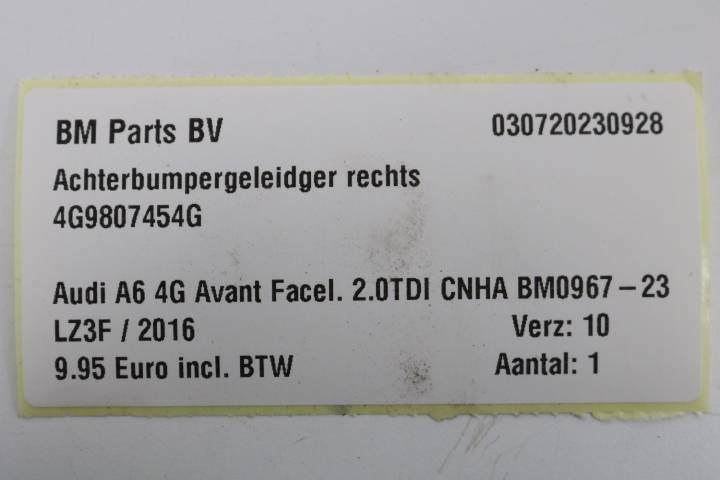 BM Parts BV 030720230928
Achterbumpergeleidger rechts
4G9807454G
Audi A6 4G Avant Facel. 2.0TDI CNHA BM0967-23
LZ3F / 2016 Verz: 10
9.95 Euro incl. BTW Aantal: 1